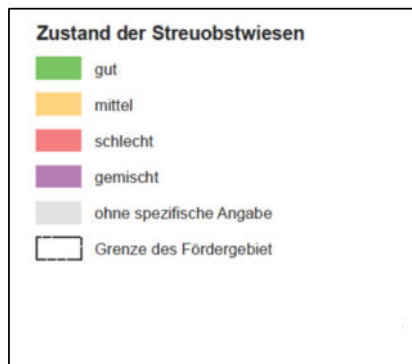 Zustand der Streuobstwiesen
gut
mittel
schlecht
gemischt
ohne spezifische Angabe
Grenze des Fördergebiet